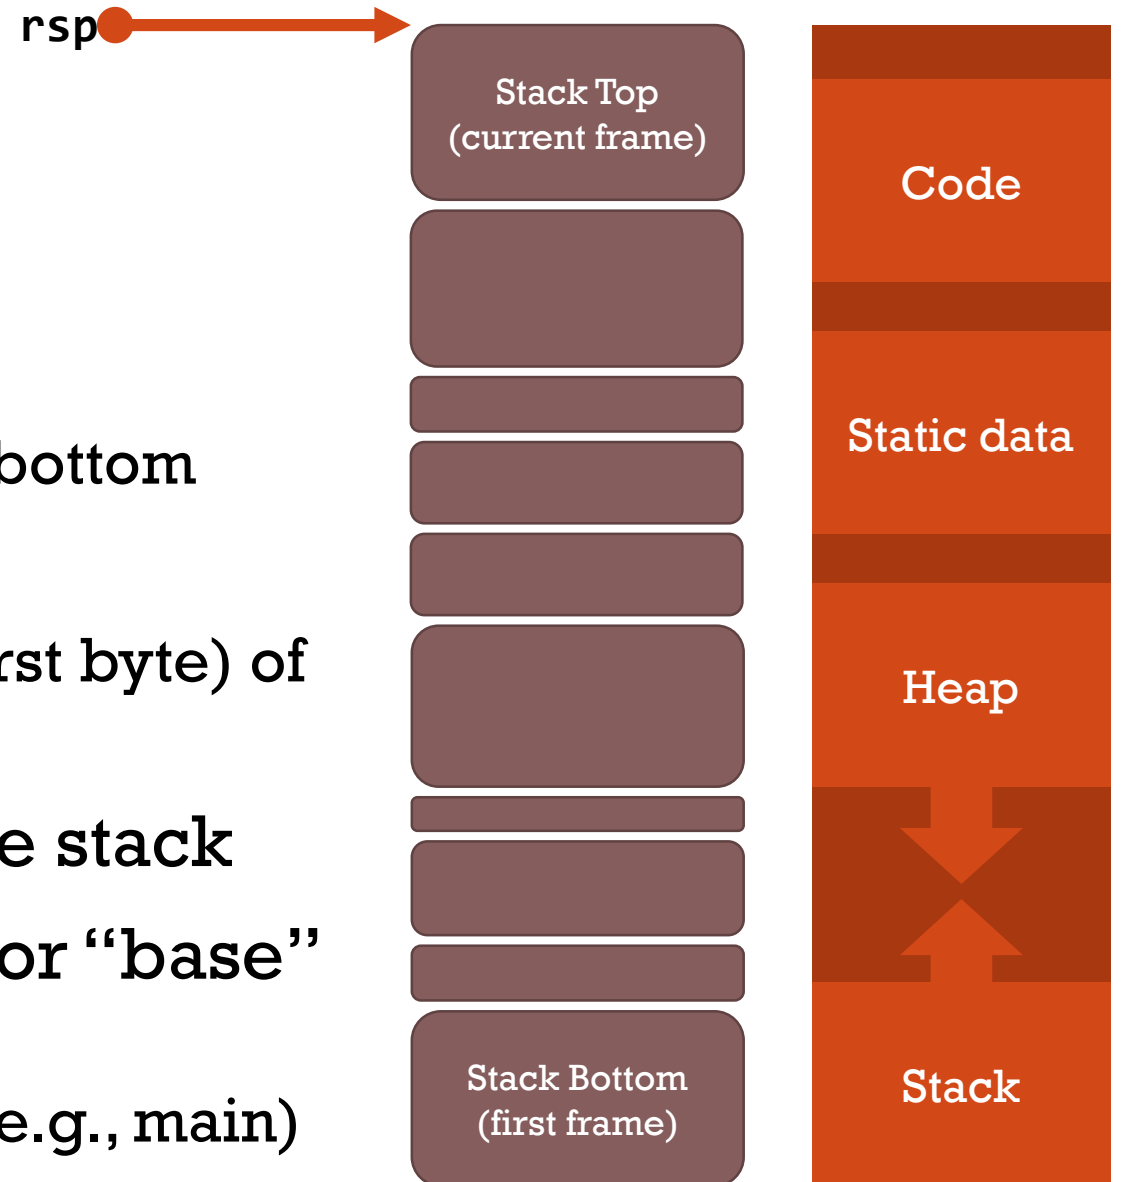 rsp
bottom
rst byte) of
e stack
or “base”
e.g., main)
Stack Top
(current frame)
Stack Bottom
(first frame)
Code
Static data
Heap
Stack